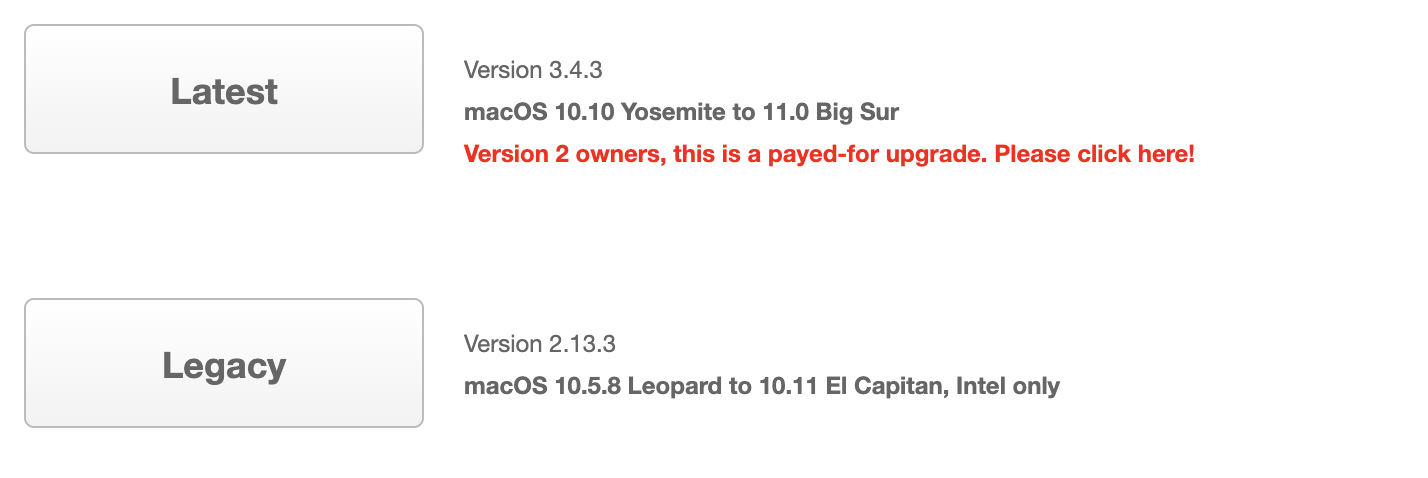 Latest
Version 3.4.3
macOS 10.10 Yosemite to 11.0 Big Sur
Version 2 owners, this is a payed-for upgrade. Please click here!
Legacy
Version 2.13.3
macOS 10.5.8 Leopard to 10.11 El Capitan, Intel only